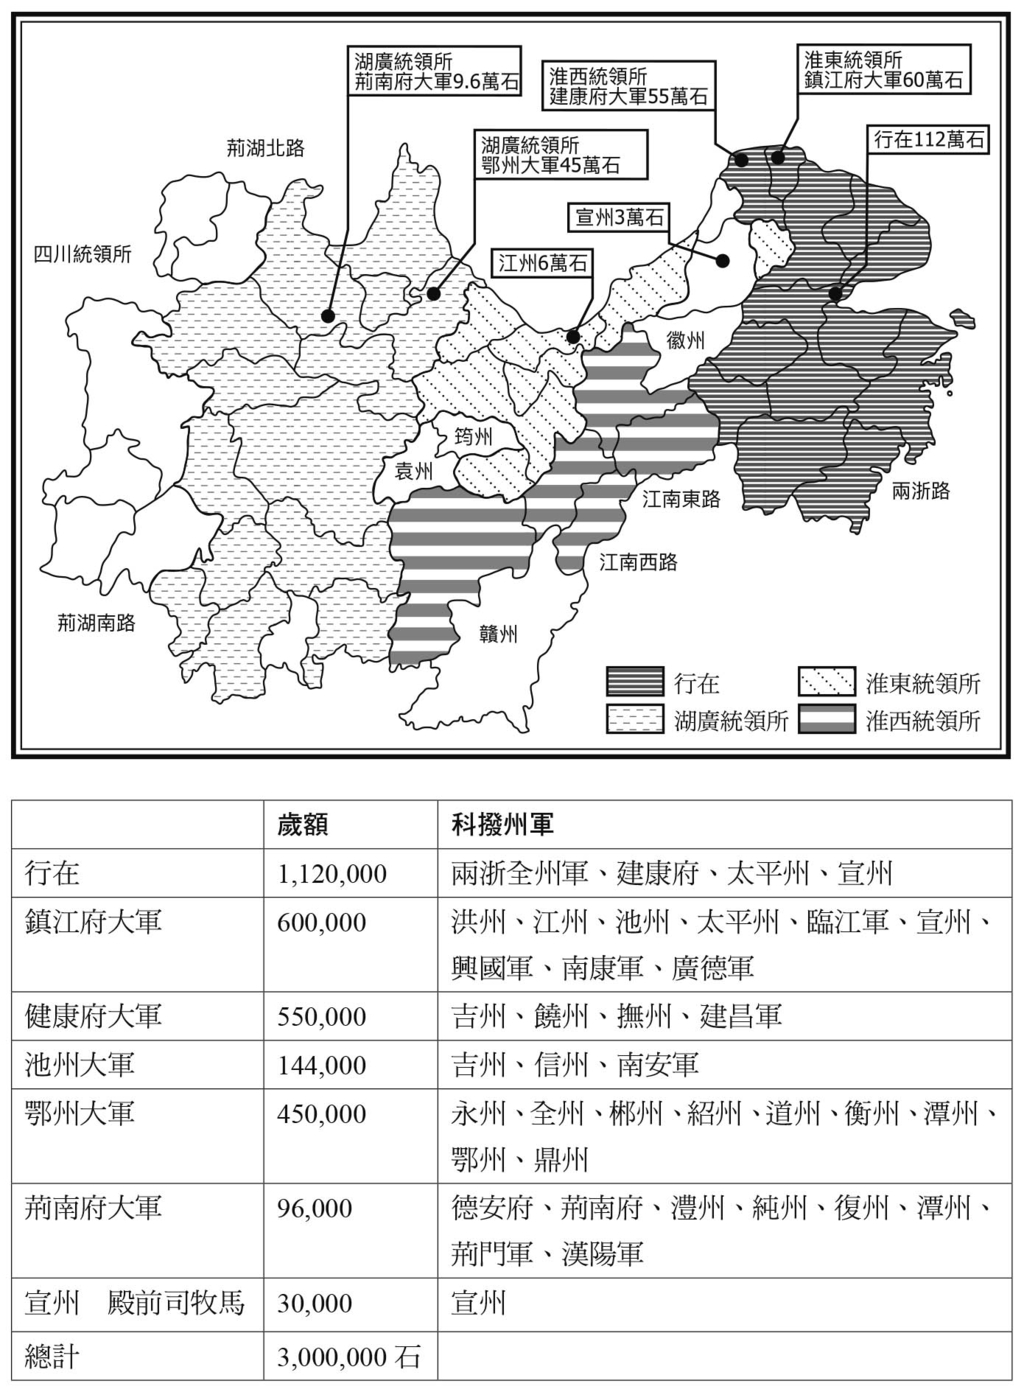 湖廣統領所
荊南府大軍9.6萬石
淮西統領所
建康府大軍55萬石
淮東統領所
鎮江府大軍60萬石
行在112萬石
荊湖北路
湖廣統領所
鄂州大軍45萬石
宣州3萬石
四川統領所
江州6萬石
徽州
筠州
袁州
江南東路
兩浙路
江南西路
荊湖南路
贛州
行在
淮東統領所
湖廣統領所
淮西統領所
歲額 科撥州軍
行在 1,120,000 兩浙全州軍、建康府、太平州、宣州
鎮江府大軍 600,000 洪州、江州、池州、太平州、臨江軍、宣州、
興國軍、南康軍、廣德軍
健康府大軍 550,000 吉州、饒州、撫州、建昌軍
池州大軍 144,000 吉州、信州、南安軍
鄂州大軍 450,000 永州、全州、郴州、紹州、道州、衡州、潭州、
鄂州、鼎州
荊南府大軍 96,000 德安府、荊南府、澧州、純州、復州、潭州、
荊門軍、漢陽軍
宣州 殿前司牧馬 30,000 宣州
總計 3,000,000 石